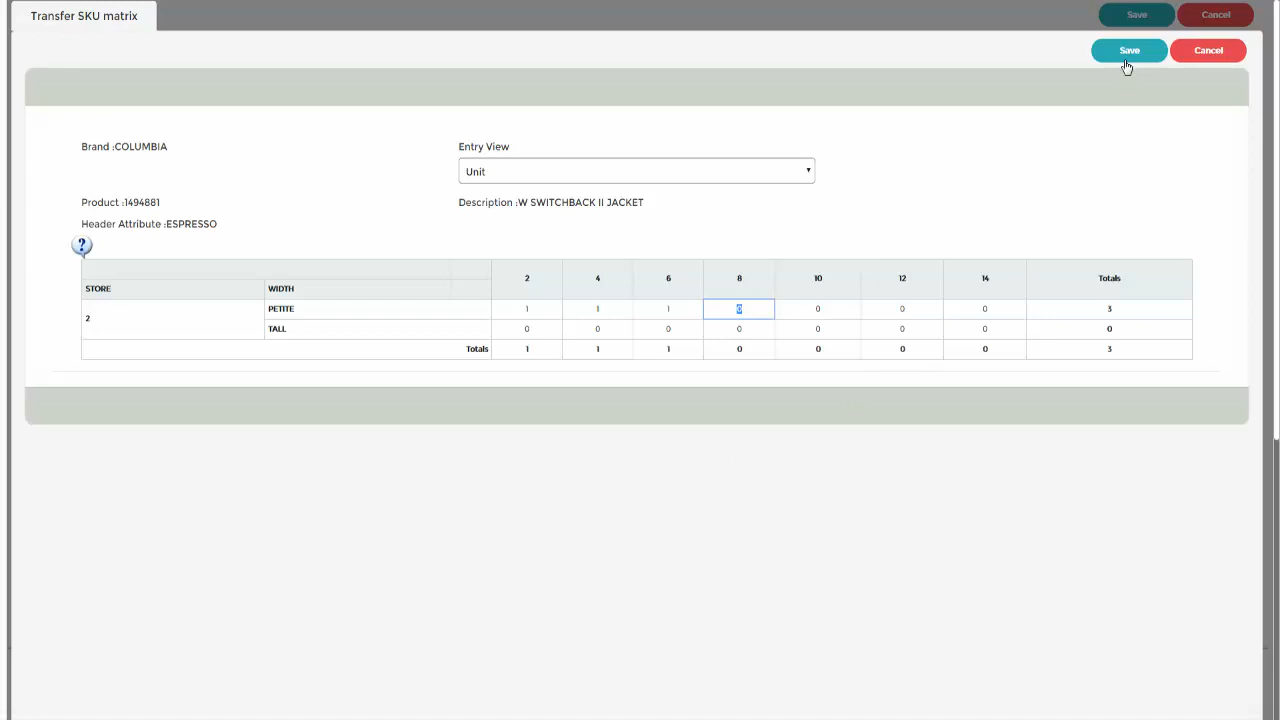 Transfer SKU matrix
Save Cancel
Save Cancel
Brand :COLUMBIA
Entry View
Unit
Product :1494881
Description :W SWITCHBACK II JACKET
Header Attribute :ESPRESSO
?
2 4 6 8 10 12 14 Totals
STORE WIDTH
2
PETITE 1 1 1 0 0 0 0 3
TALL 0 0 0 0 0 0 0 0
Totals 1 1 1 0 0 0 0 3